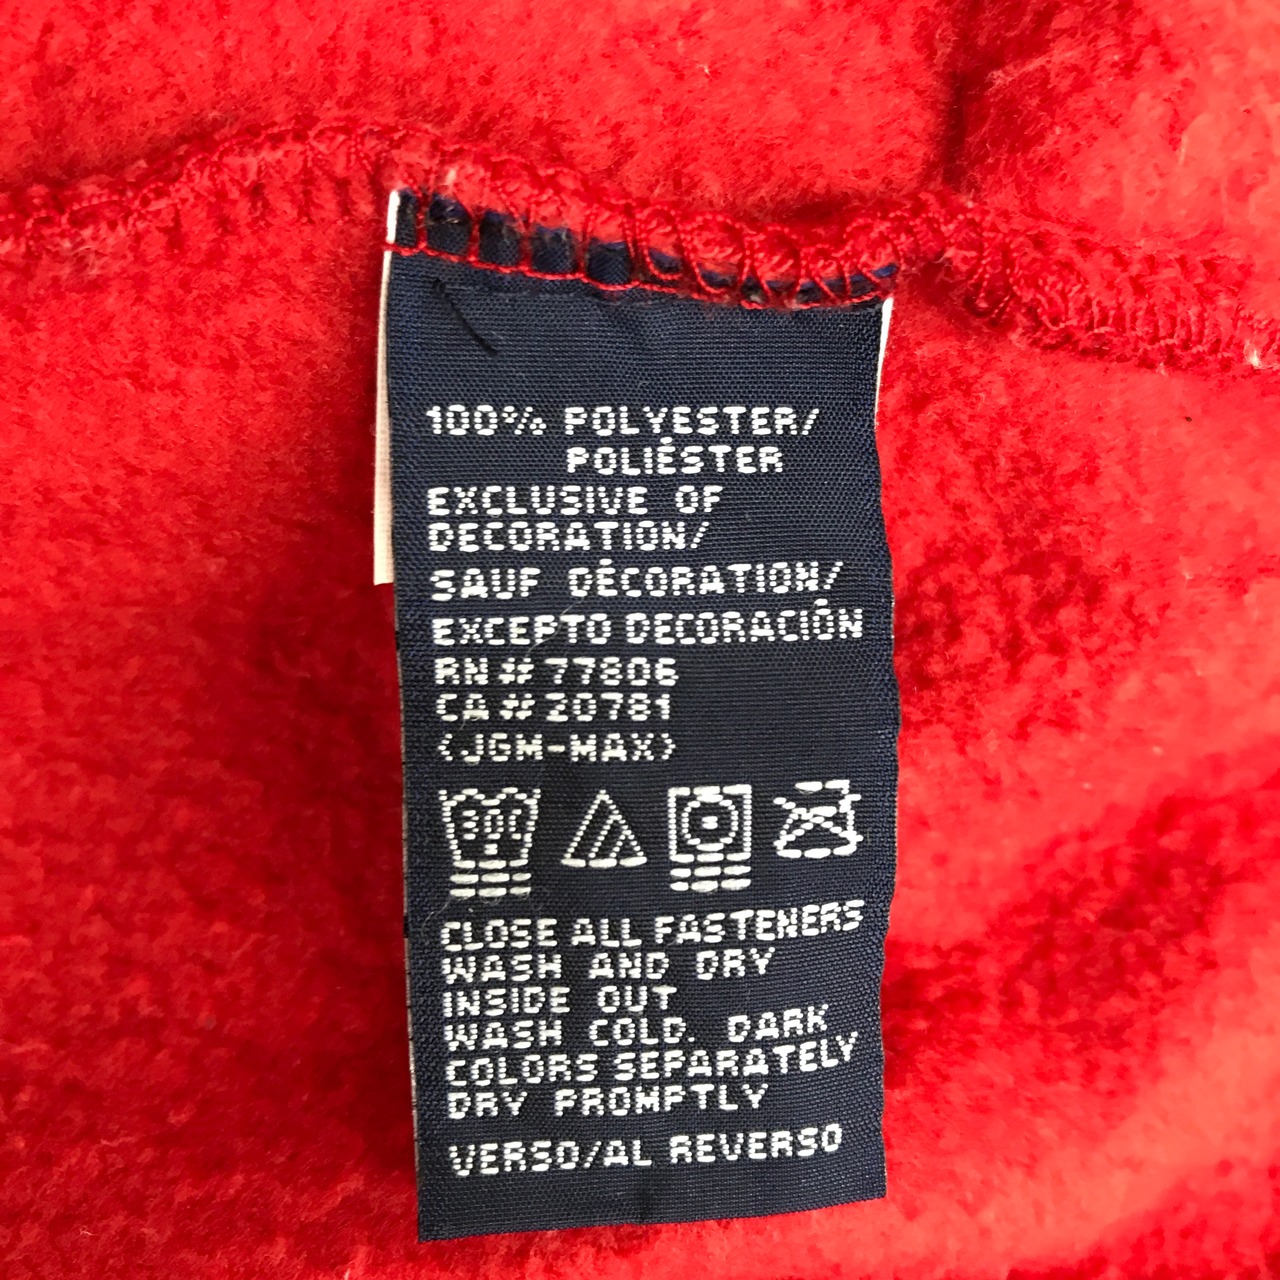 100% POLYESTER/
POLIÉSTER
EXCLUSIVE OF
DECORATION/
SAUF DÉCORATION/
EXCEPTO DECORACIÓN
RN#77806
CA#20781
(JGM-MAX)
30C
CLOSE ALL FASTENERS
WASH AND DRY
INSIDE OUT
WASH COLD. DARK
COLORS SEPARATELY
DRY PROMPTLY
VERSO/AL REVERSO